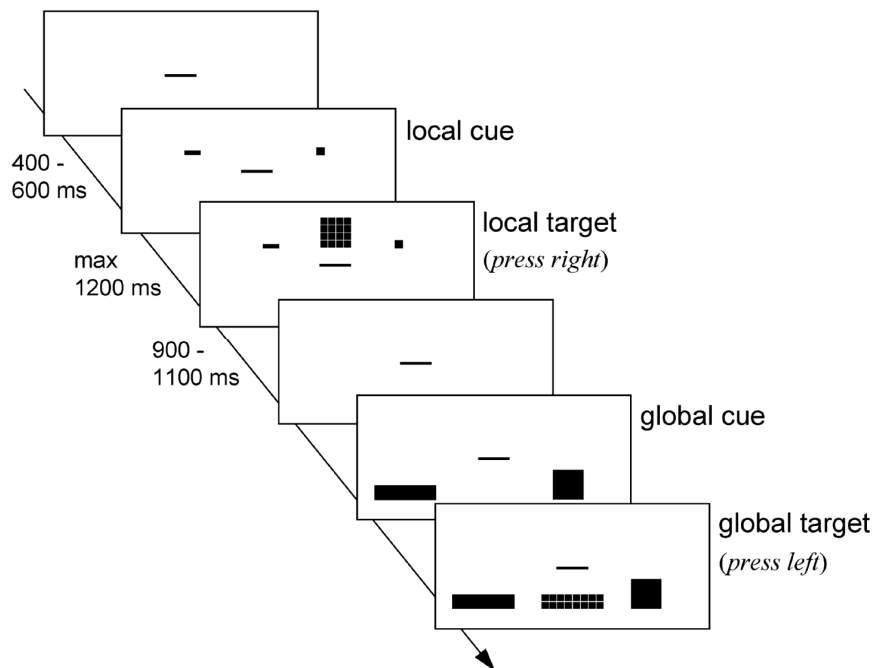 local cue
400 -
600 ms
local target
(press right)
max
1200 ms
900 -
1100 ms
global cue
global target
(press left)